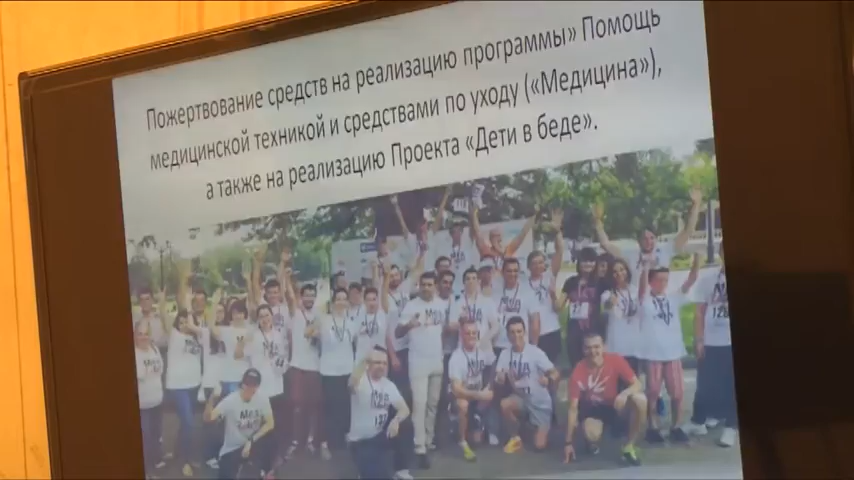 Пожертвование средств на реализацию программы» Помощь
медицинской техникой и средствами по уходу («Медицина»),
а также на реализацию Проекта «Дети в беде».